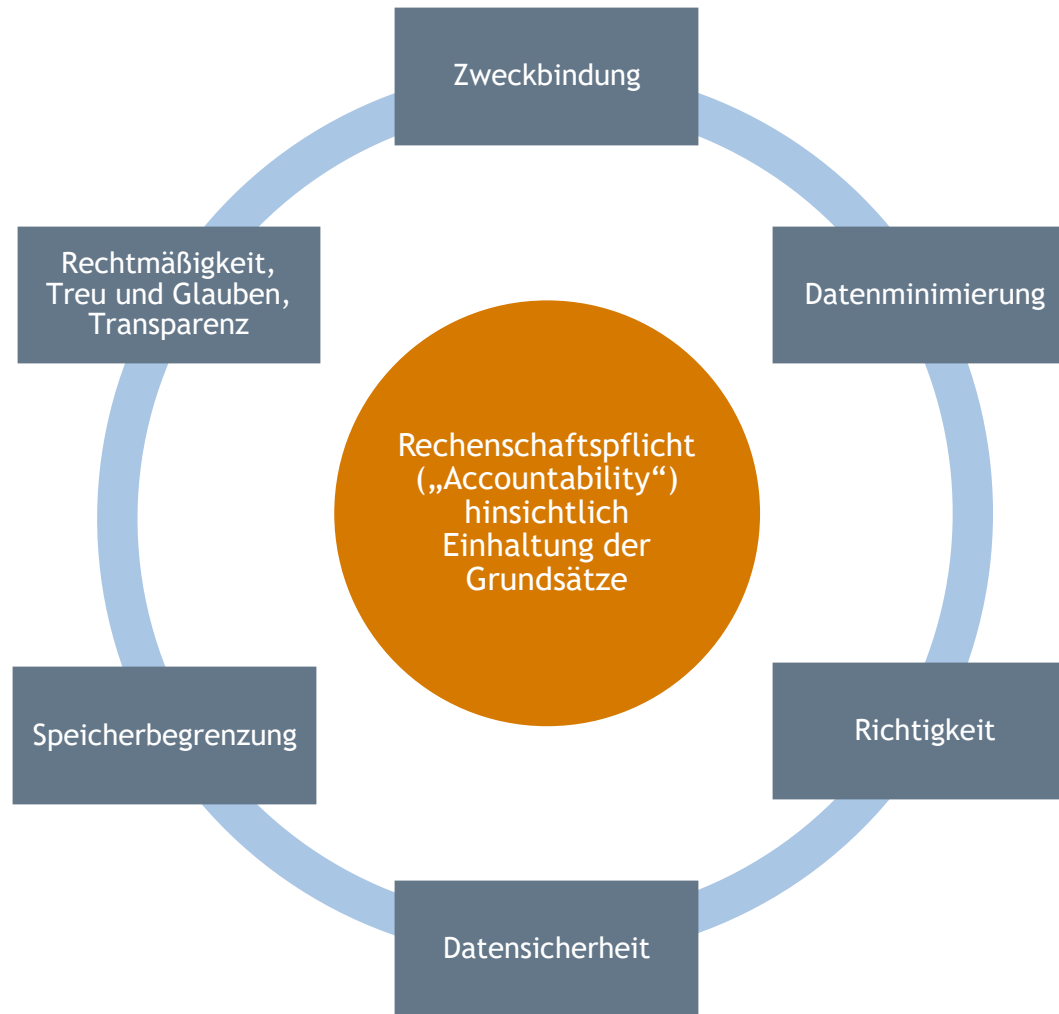 Zweckbindung
Rechtmäßigkeit,
Treu und Glauben,
Transparenz
Datenminimierung
Rechenschaftspflicht
(„Accountability“)
hinsichtlich
Einhaltung der
Grundsätze
Speicherbegrenzung
Richtigkeit
Datensicherheit